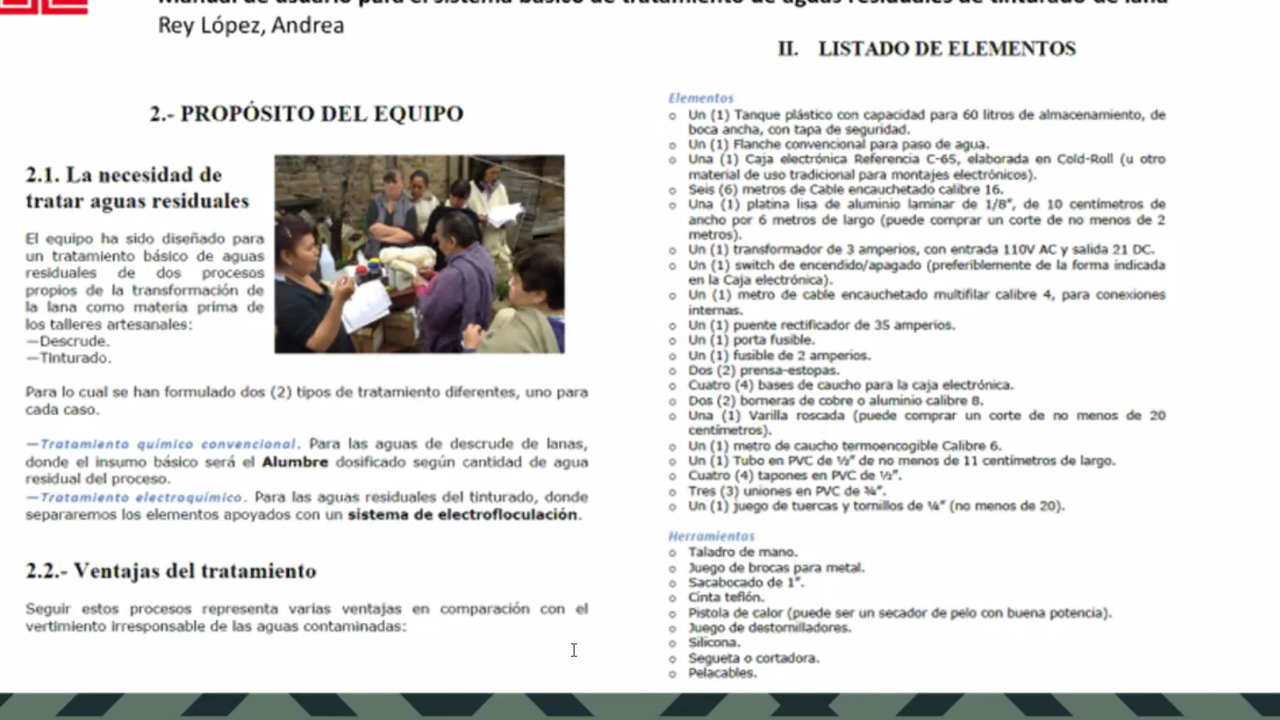 Manual de usuario para el sistema básico de tratamiento de aguas residuales de tinturado de lana
Rey López, Andrea
2.- PROPÓSITO DEL EQUIPO
2.1. La necesidad de
tratar aguas residuales
El equipo ha sido diseñado para
un tratamiento básico de aguas
residuales de dos procesos
propios de la transformación de
la lana como materia prima de
los talleres artesanales:
—Descrude.
—Tinturado.
Para lo cual se han formulado dos (2) tipos de tratamiento diferentes, uno para
cada caso.
—Tratamiento químico convencional. Para las aguas de descrude de lanas,
donde el insumo básico será el Alumbre dosificado según cantidad de agua
residual del proceso.
—Tratamiento electroquímico. Para las aguas residuales del tinturado, donde
separaremos los elementos apoyados con un sistema de electrofloculación.
2.2.- Ventajas del tratamiento
Seguir estos procesos representa varias ventajas en comparación con el
vertimiento irresponsable de las aguas contaminadas:
II. LISTADO DE ELEMENTOS
Elementos
o Un (1) Tanque plástico con capacidad para 60 litros de almacenamiento, de
boca ancha, con tapa de seguridad.
o Un (1) Flanche convencional para paso de agua.
o Una (1) Caja electrónica Referencia C-65, elaborada en Cold-Roll (u otro
material de uso tradicional para montajes electrónicos).
o Seis (6) metros de Cable encauchetado calibre 16.
o Una (1) platina lisa de aluminio laminar de 1/8”, de 10 centímetros de
ancho por 6 metros de largo (puede comprar un corte de no menos de 2
metros).
o Un (1) transformador de 3 amperios, con entrada 110V AC y salida 21 DC.
o Un (1) switch de encendido/apagado (preferiblemente de la forma indicada
en la Caja electrónica).
o Un (1) metro de cable encauchetado multifilar calibre 4, para conexiones
internas.
o Un (1) puente rectificador de 35 amperios.
o Un (1) porta fusible.
o Un (1) fusible de 2 amperios.
o Dos (2) prensa-estopas.
o Cuatro (4) bases de caucho para la caja electrónica.
o Dos (2) borneras de cobre o aluminio calibre 8.
o Una (1) Varilla roscada (puede comprar un corte de no menos de 20
centímetros).
o Un (1) metro de caucho termoencogible Calibre 6.
o Un (1) Tubo en PVC de ½” de no menos de 11 centímetros de largo.
o Cuatro (4) tapones en PVC de ½”.
o Tres (3) uniones en PVC de ¾”.
o Un (1) juego de tuercas y tornillos de ¼” (no menos de 20).
Herramientas
o Taladro de mano.
o Juego de brocas para metal.
o Sacabocado de 1”.
o Cinta teflón.
o Pistola de calor (puede ser un secador de pelo con buena potencia).
o Juego de destornilladores.
o Silicona.
o Segueta o cortadora.
o Pelacables.